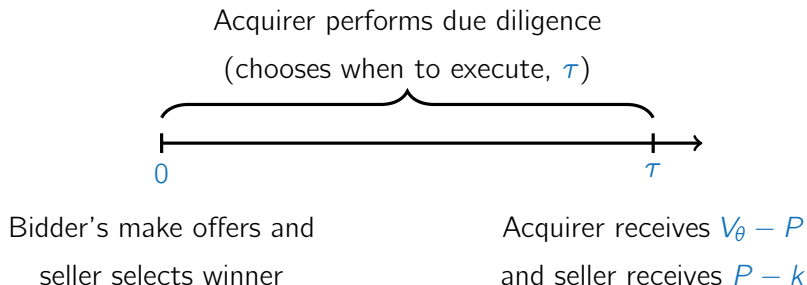 Acquirer performs due diligence
(chooses when to execute, τ)
0
τ
Bidder's make offers and
seller selects winner
Acquirer receives V_θ − P
and seller receives P − k